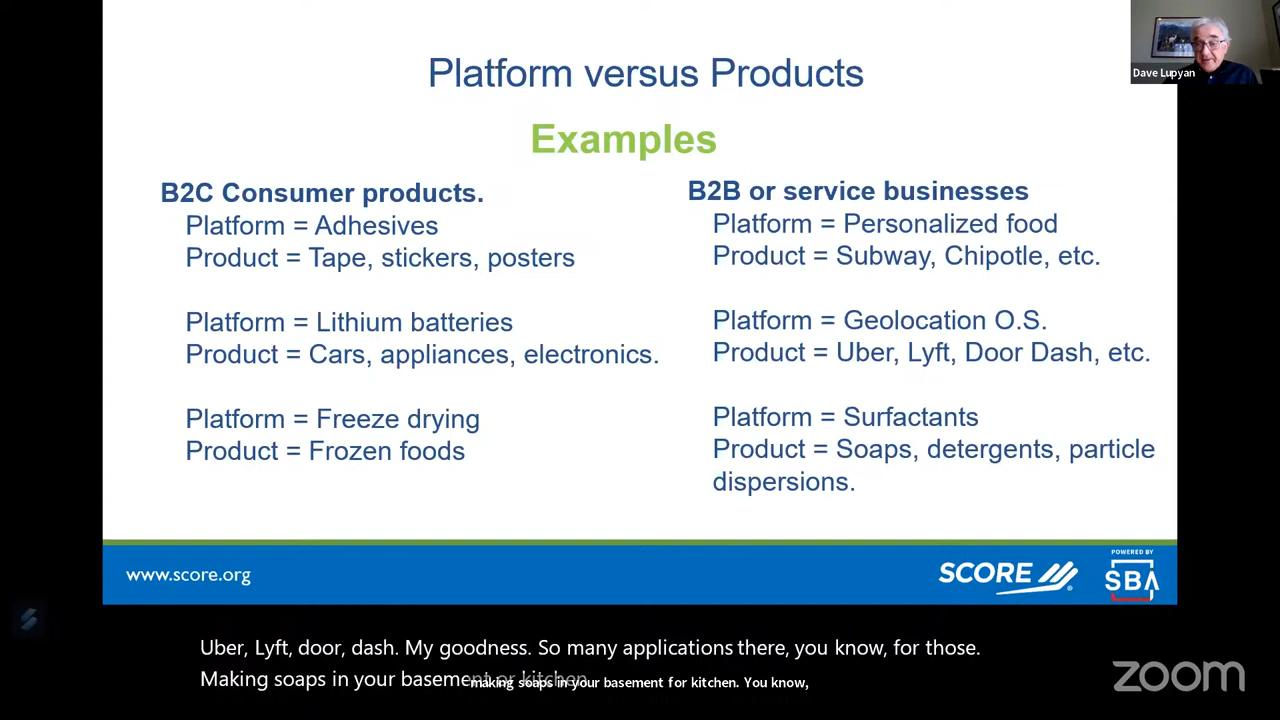 Dave Lupyan
Platform versus Products
Examples
B2C Consumer products.
Platform = Adhesives
Product = Tape, stickers, posters
Platform = Lithium batteries
Product = Cars, appliances, electronics.
Platform = Freeze drying
Product = Frozen foods
B2B or service businesses
Platform = Personalized food
Product = Subway, Chipotle, etc.
Platform = Geolocation O.S.
Product = Uber, Lyft, Door Dash, etc.
Platform = Surfactants
Product = Soaps, detergents, particle
dispersions.
www.score.org
SCORE
POWERED BY
SBA
Uber, Lyft, door, dash. My goodness. So many applications there, you know, for those.
Making soaps in your basement or kitchen
making soaps in your basement for kitchen. You know,
zoom